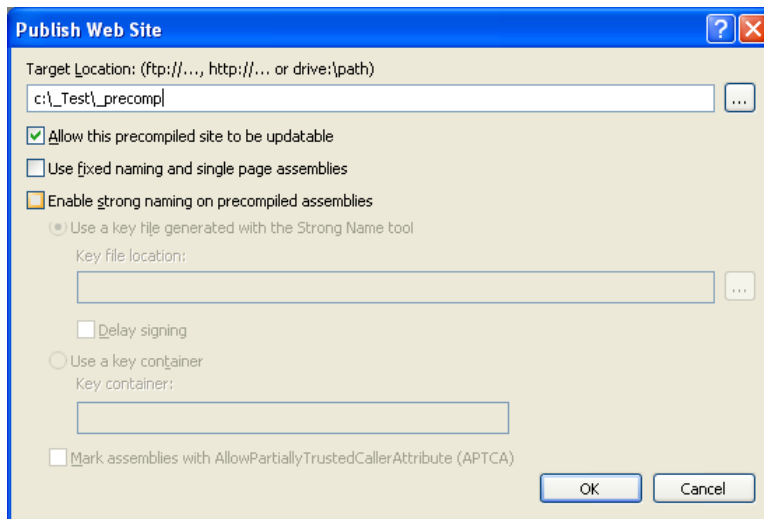 Publish Web Site
Target Location: (ftp://..., http://... or drive:\path)
c:\_Test\_precomp
...
Allow this precompiled site to be updatable
Use fixed naming and single page assemblies
Enable strong naming on precompiled assemblies
Use a key file generated with the Strong Name tool
Key file location:
...
Delay signing
Use a key container
Key container:
Mark assemblies with AllowPartiallyTrustedCallerAttribute (APTCA)
OK Cancel